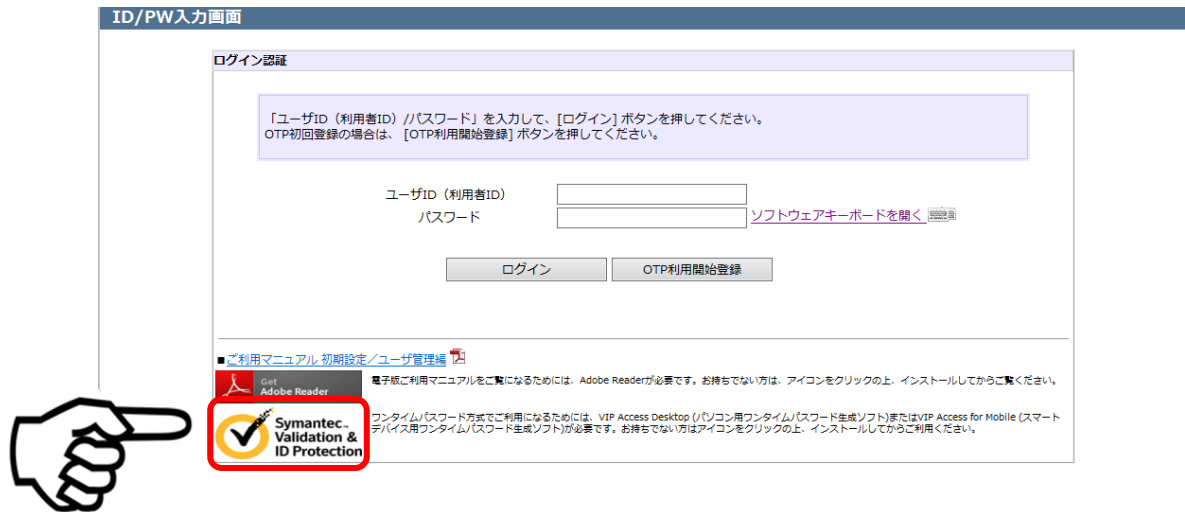 ID/PW入力画面
ログイン認証
「ユーザID（利用者ID）/パスワード」を入力して、[ログイン] ボタンを押してください。
OTP初回登録の場合は、 [OTP利用開始登録] ボタンを押してください。
ユーザID（利用者ID）
パスワード
ソフトウェアキーボードを開く
ログイン
OTP利用開始登録
■ご利用マニュアル 初期設定／ユーザ管理編
Get
Adobe Reader
電子版ご利用マニュアルをご覧になるためには、Adobe Readerが必要です。お持ちでない方は、アイコンをクリックの上、インストールしてからご覧ください。
Symantec™
Validation &
ID Protection
ワンタイムパスワード方式でご利用になるためには、VIP Access Desktop (パソコン用ワンタイムパスワード生成ソフト)またはVIP Access for Mobile (スマート
デバイス用ワンタイムパスワード生成ソフト)が必要です。お持ちでない方はアイコンをクリックの上、インストールしてからご利用ください。